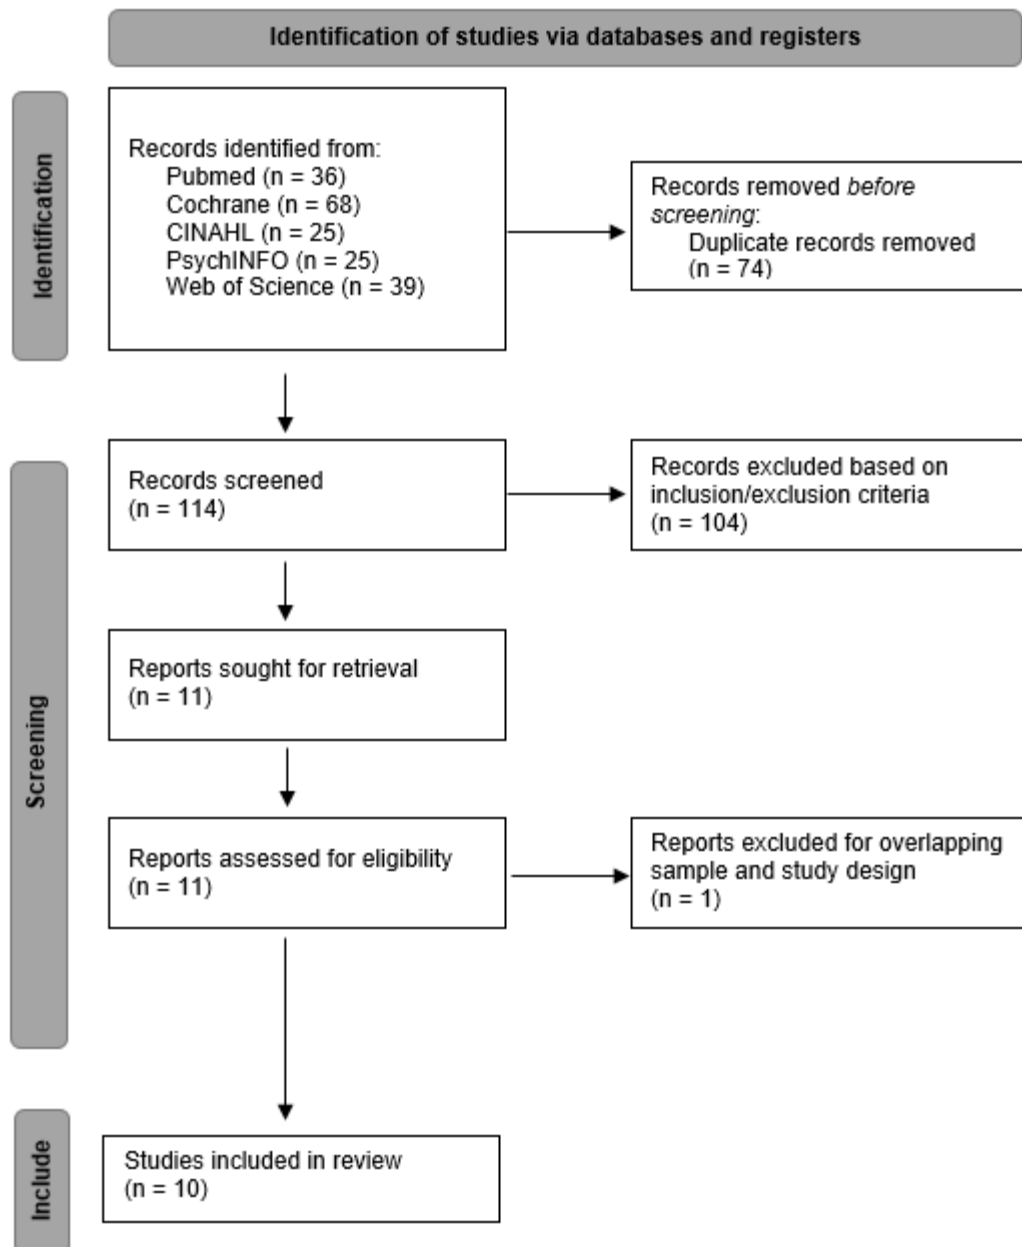 Identification of studies via databases and registers
Identification
Records identified from:
Pubmed (n = 36)
Cochrane (n = 68)
CINAHL (n = 25)
PsychINFO (n = 25)
Web of Science (n = 39)
Records removed before
screening:
Duplicate records removed
(n = 74)
Screening
Records screened
(n = 114)
Records excluded based on
inclusion/exclusion criteria
(n = 104)
Reports sought for retrieval
(n = 11)
Reports assessed for eligibility
(n = 11)
Reports excluded for overlapping
sample and study design
(n = 1)
Include
Studies included in review
(n = 10)